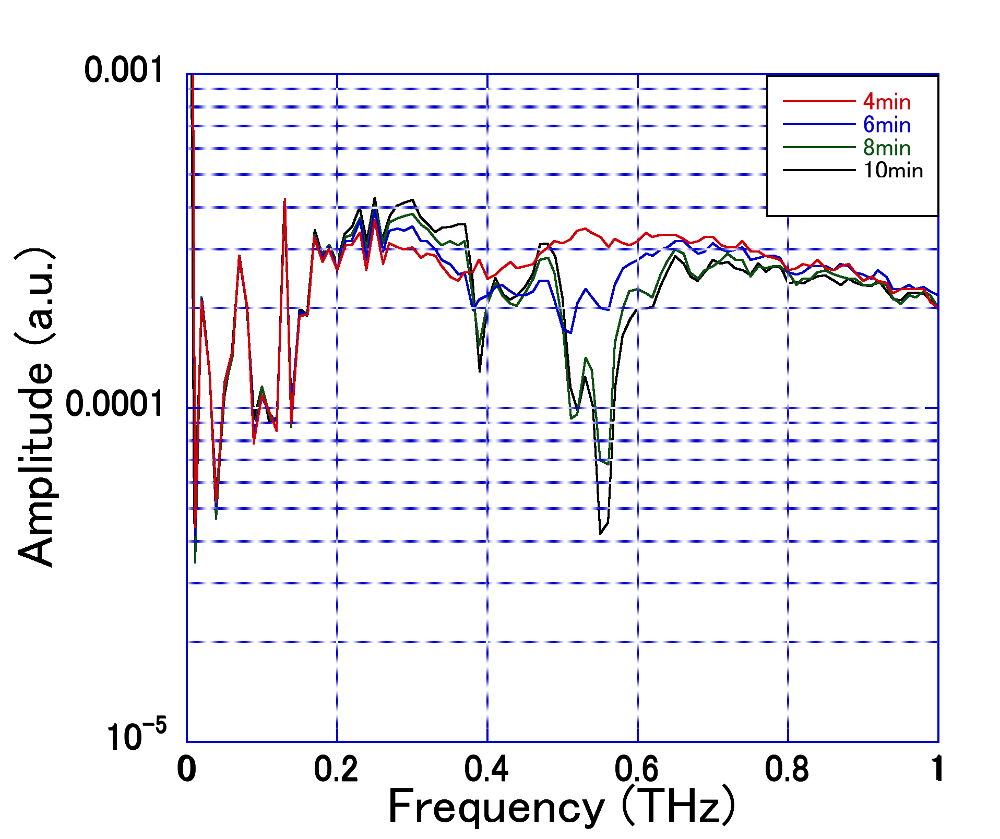 0.001
4min
6min
8min
10min
Amplitude (a.u.)
0.0001
10⁻⁵
0 0.2 0.4 0.6 0.8 1
Frequency (THz)